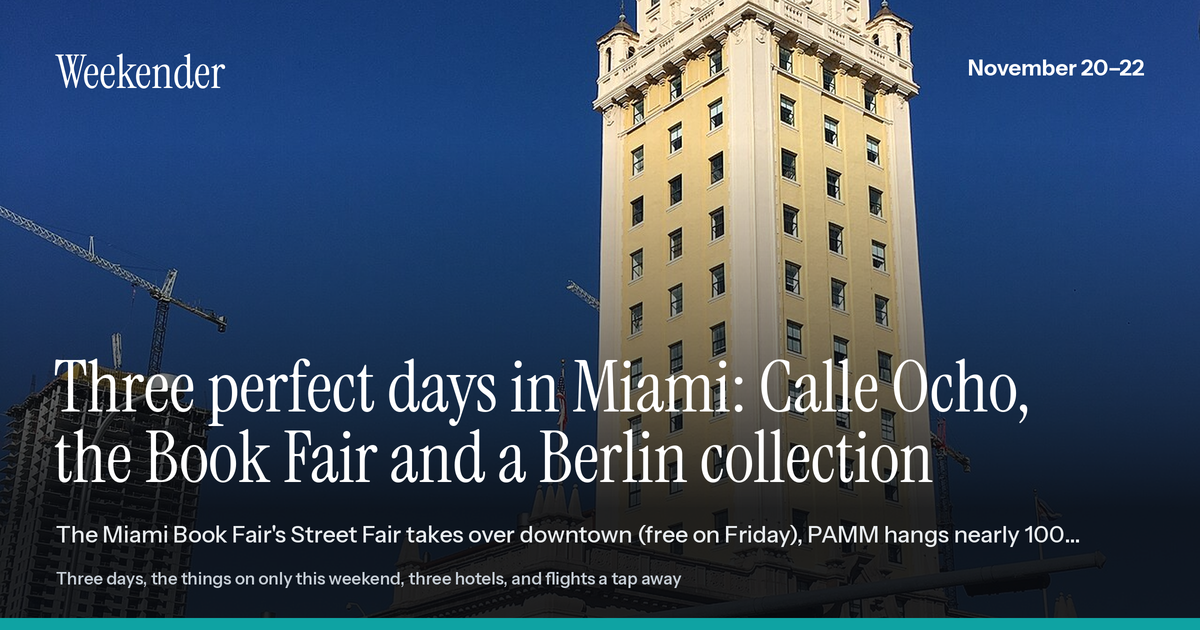 Weekender
November 20–22
Three perfect days in Miami: Calle Ocho,
the Book Fair and a Berlin collection
The Miami Book Fair's Street Fair takes over downtown (free on Friday), PAMM hangs nearly 100...
Three days, the things on only this weekend, three hotels, and flights a tap away